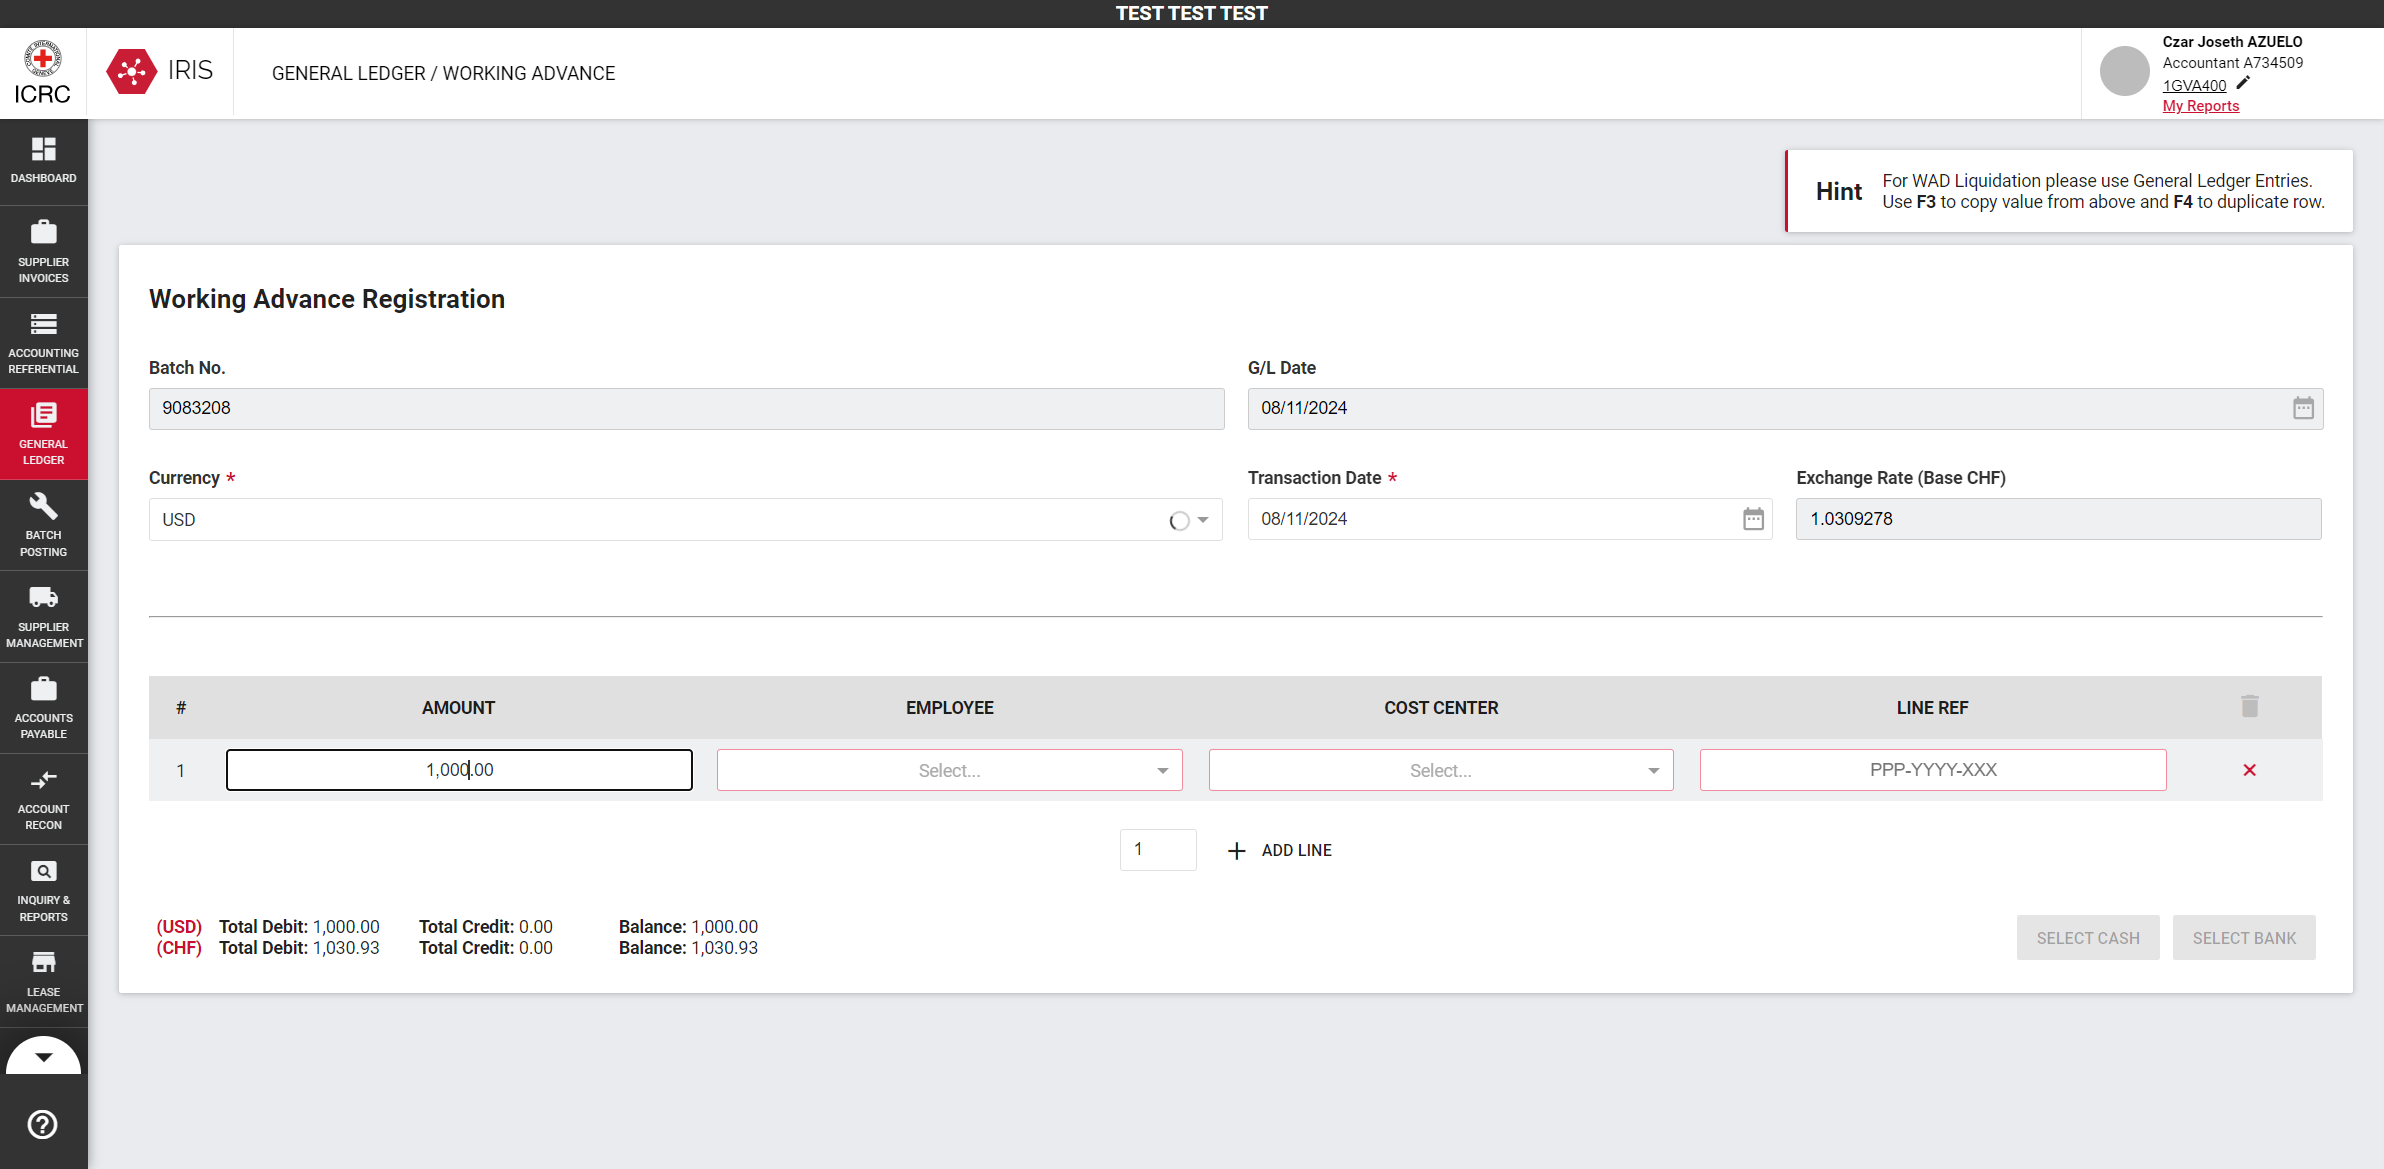 TEST TEST TEST
ICRC
IRIS
GENERAL LEDGER / WORKING ADVANCE
Czar Joseth AZUELO
Accountant A734509
1GVA400
My Reports
DASHBOARD
SUPPLIER
INVOICES
ACCOUNTING
REFERENTIAL
GENERAL
LEDGER
BATCH
POSTING
SUPPLIER
MANAGEMENT
ACCOUNTS
PAYABLE
ACCOUNT
RECON
INQUIRY &
REPORTS
LEASE
MANAGEMENT
Hint
For WAD Liquidation please use General Ledger Entries.
Use F3 to copy value from above and F4 to duplicate row.
Working Advance Registration
Batch No.
9083208
G/L Date
08/11/2024
Currency *
USD
Transaction Date *
08/11/2024
Exchange Rate (Base CHF)
1.0309278
# AMOUNT EMPLOYEE COST CENTER LINE REF
1 1,000.00 Select... Select... PPP-YYYY-XXX
1 ADD LINE
(USD) Total Debit: 1,000.00 Total Credit: 0.00 Balance: 1,000.00
(CHF) Total Debit: 1,030.93 Total Credit: 0.00 Balance: 1,030.93
SELECT CASH SELECT BANK